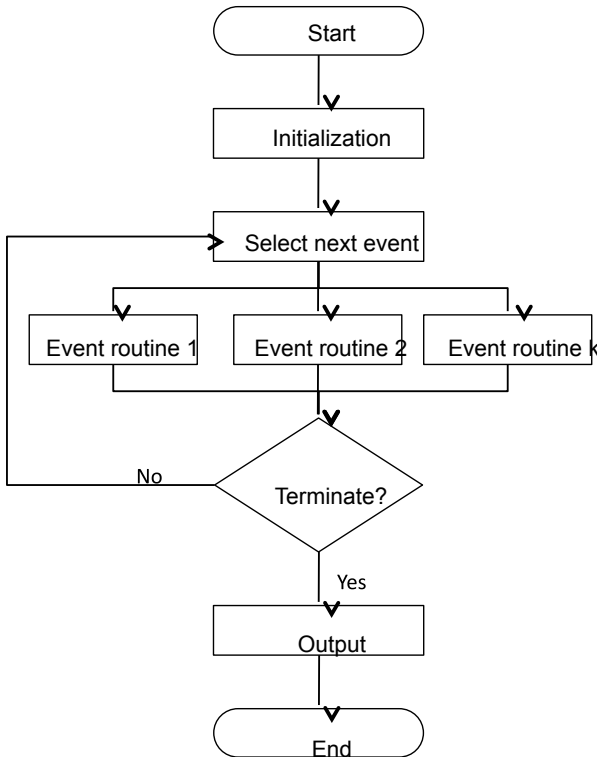 Start
Initialization
Select next event
Event routine 1
Event routine 2
Event routine k
No
Terminate?
Yes
Output
End